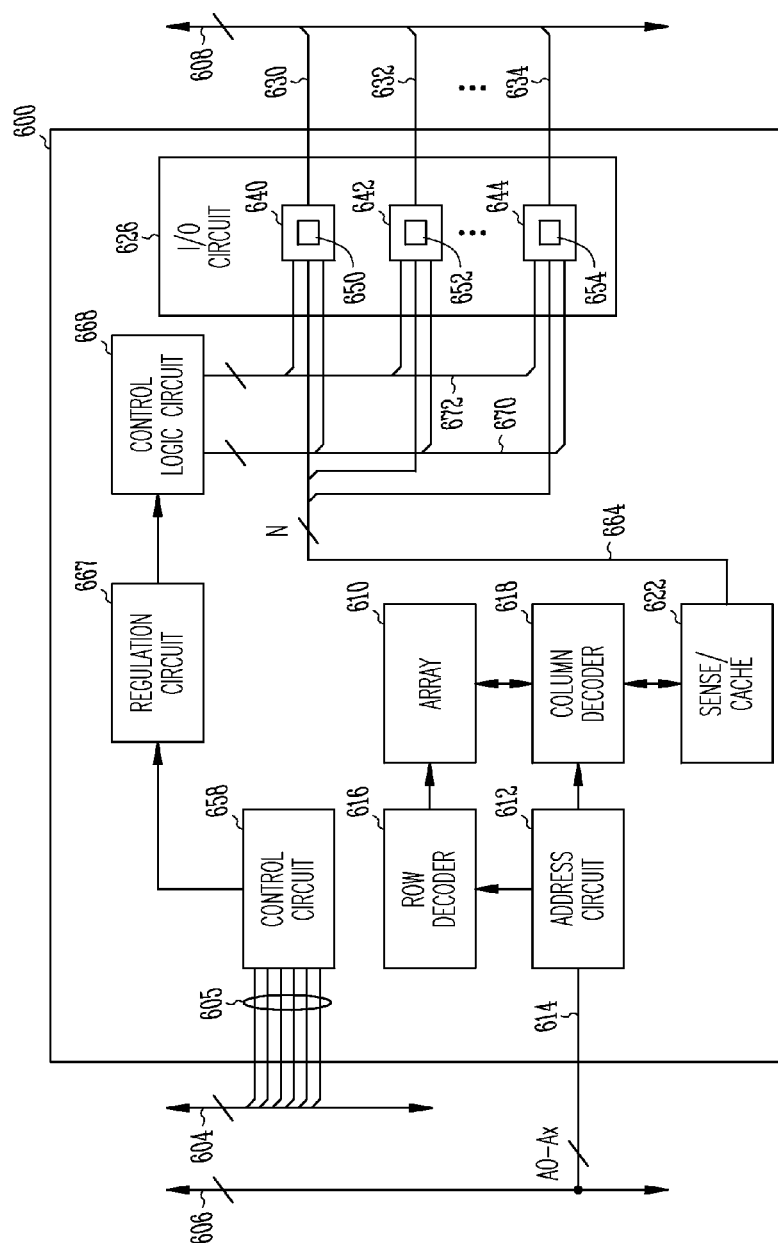 600
608
630
632
634
626
I/O
CIRCUIT
640
650
642
652
644
654
668
CONTROL
LOGIC CIRCUIT
672
670
N
664
667
REGULATION
CIRCUIT
610
ARRAY
618
COLUMN
DECODER
622
SENSE/
CACHE
658
CONTROL
CIRCUIT
616
ROW
DECODER
612
ADDRESS
CIRCUIT
605
614
604
606
A0-Ax